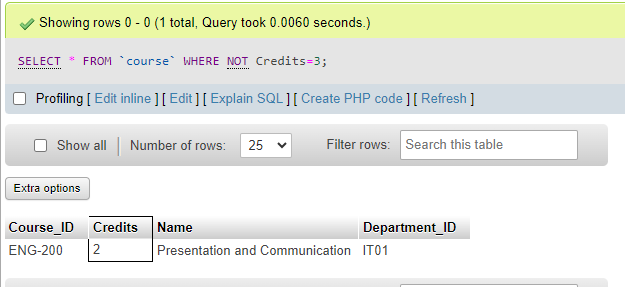 Showing rows 0 - 0 (1 total, Query took 0.0060 seconds.)
SELECT * FROM `course` WHERE NOT Credits=3;
Profiling [ Edit inline ] [ Edit ] [ Explain SQL ] [ Create PHP code ] [ Refresh ]
Show all Number of rows: 25 Filter rows: Search this table
Extra options
Course_ID Credits Name Department_ID
ENG-200 2 Presentation and Communication IT01